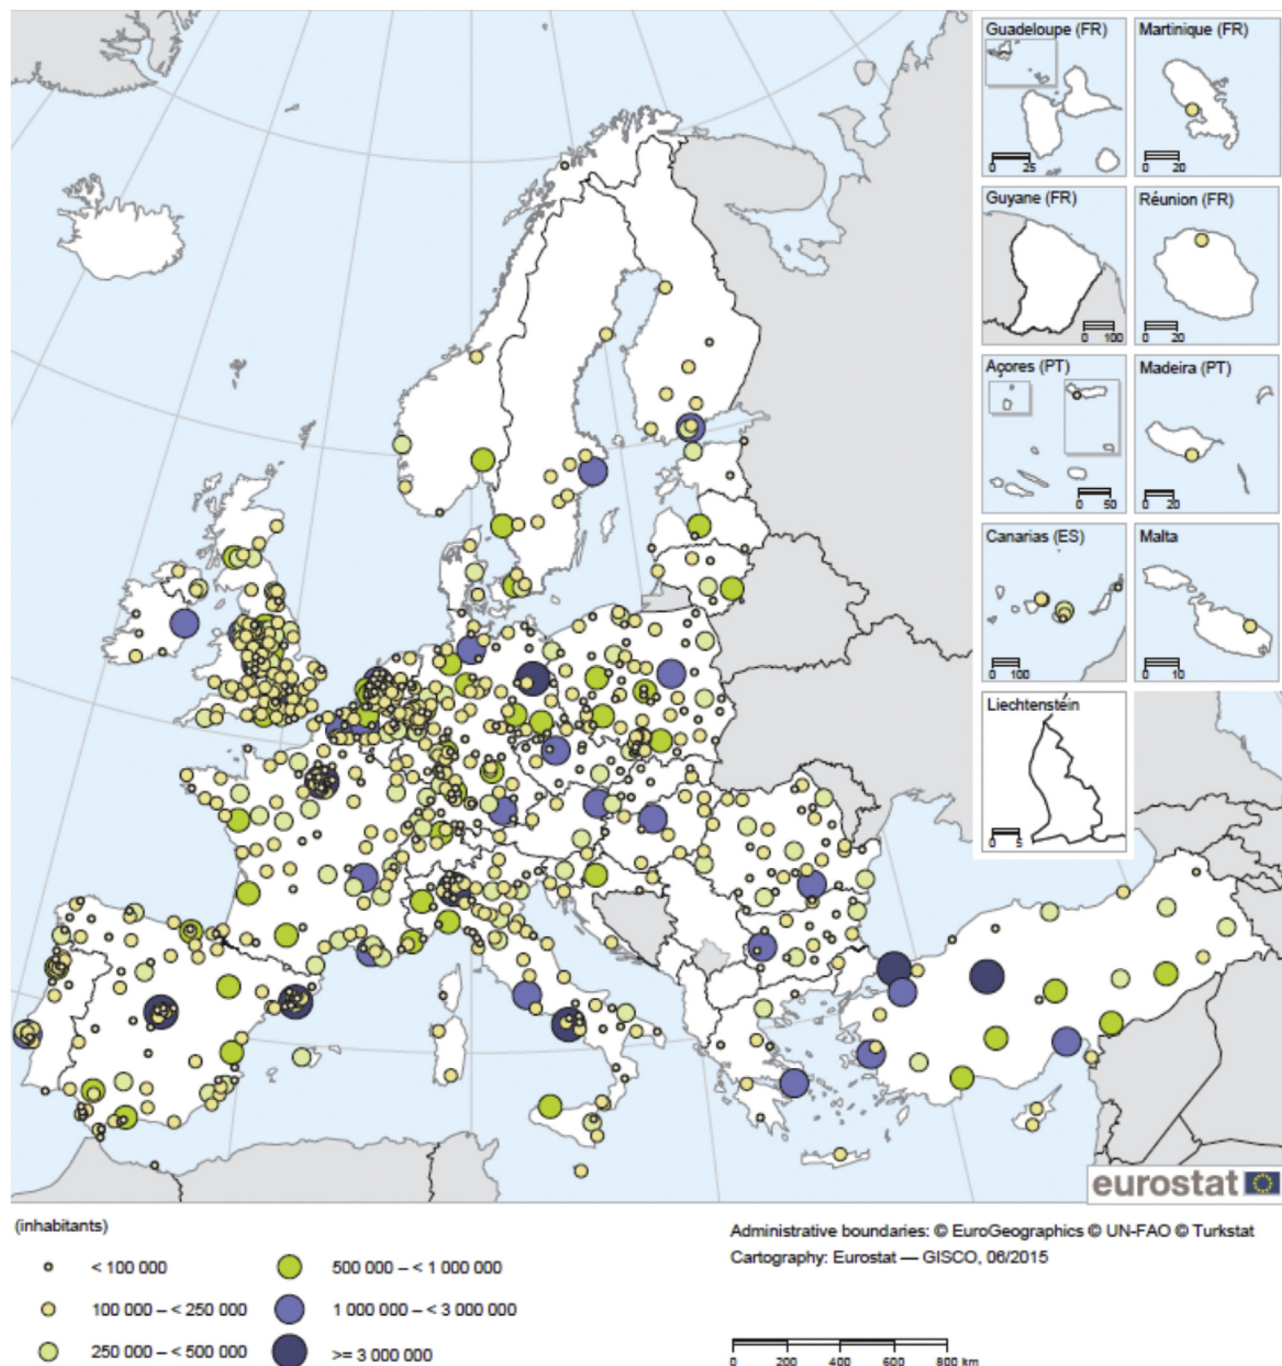 Guadeloupe (FR)
0 25
Martinique (FR)
0 20
Guyane (FR)
0 100
Réunion (FR)
0 20
Açores (PT)
0 50
Madeira (PT)
0 20
Canarias (ES)
0 100
Malta
0 10
Liechtenstéin
0 5
eurostat
(inhabitants)
< 100 000
100 000 – < 250 000
250 000 – < 500 000
500 000 – < 1 000 000
1 000 000 – < 3 000 000
>= 3 000 000
Administrative boundaries: © EuroGeographics © UN-FAO © Turkstat
Cartography: Eurostat — GISCO, 06/2015
0 200 400 600 800 km